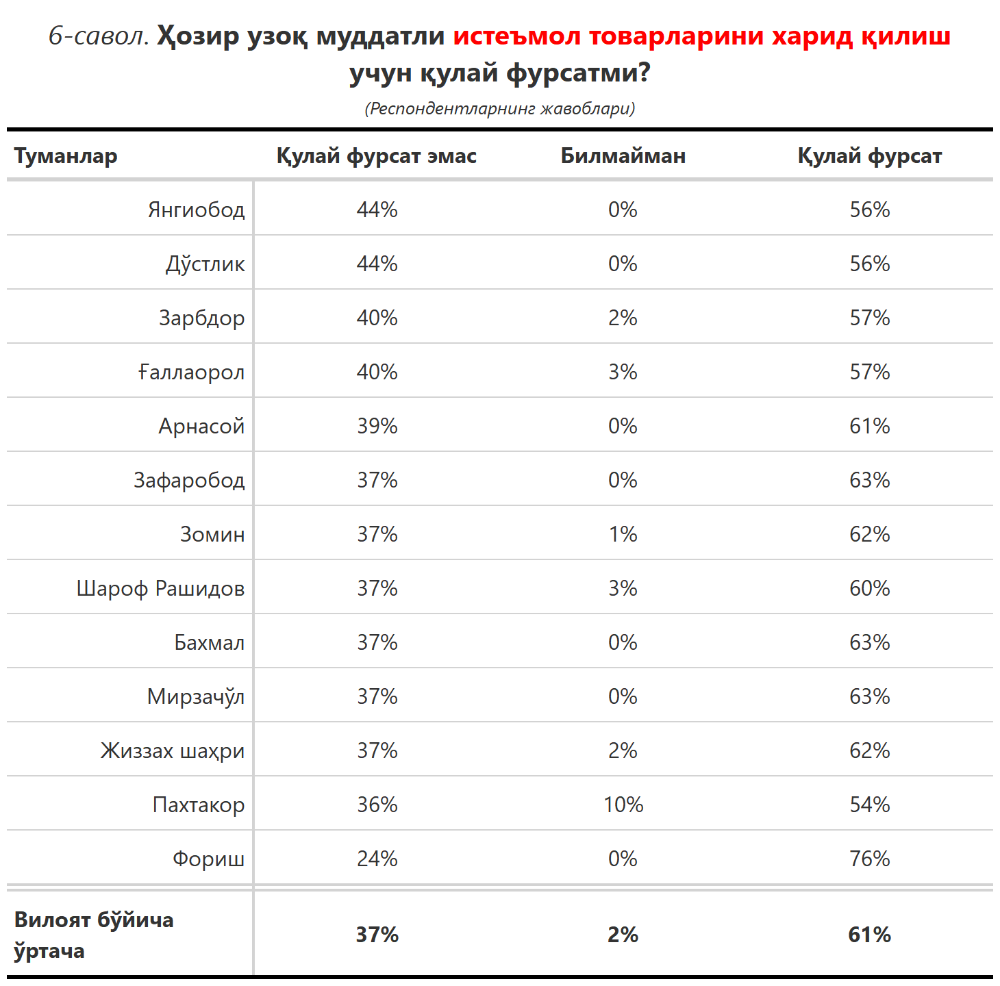 6-савол. Ҳозир узоқ муддатли истеъмол товарларини харид қилиш
учун қулай фурсатми?
(Респондентларнинг жавоблари)
Туманлар Қулай фурсат эмас Билмайман Қулай фурсат
Янгиобод 44% 0% 56%
Дўстлик 44% 0% 56%
Зарбдор 40% 2% 57%
Ғаллаорол 40% 3% 57%
Арнасой 39% 0% 61%
Зафаробод 37% 0% 63%
Зомин 37% 1% 62%
Шароф Рашидов 37% 3% 60%
Бахмал 37% 0% 63%
Мирзачўл 37% 0% 63%
Жиззах шаҳри 37% 2% 62%
Пахтакор 36% 10% 54%
Фориш 24% 0% 76%
Вилоят бўйича
ўртача 37% 2% 61%